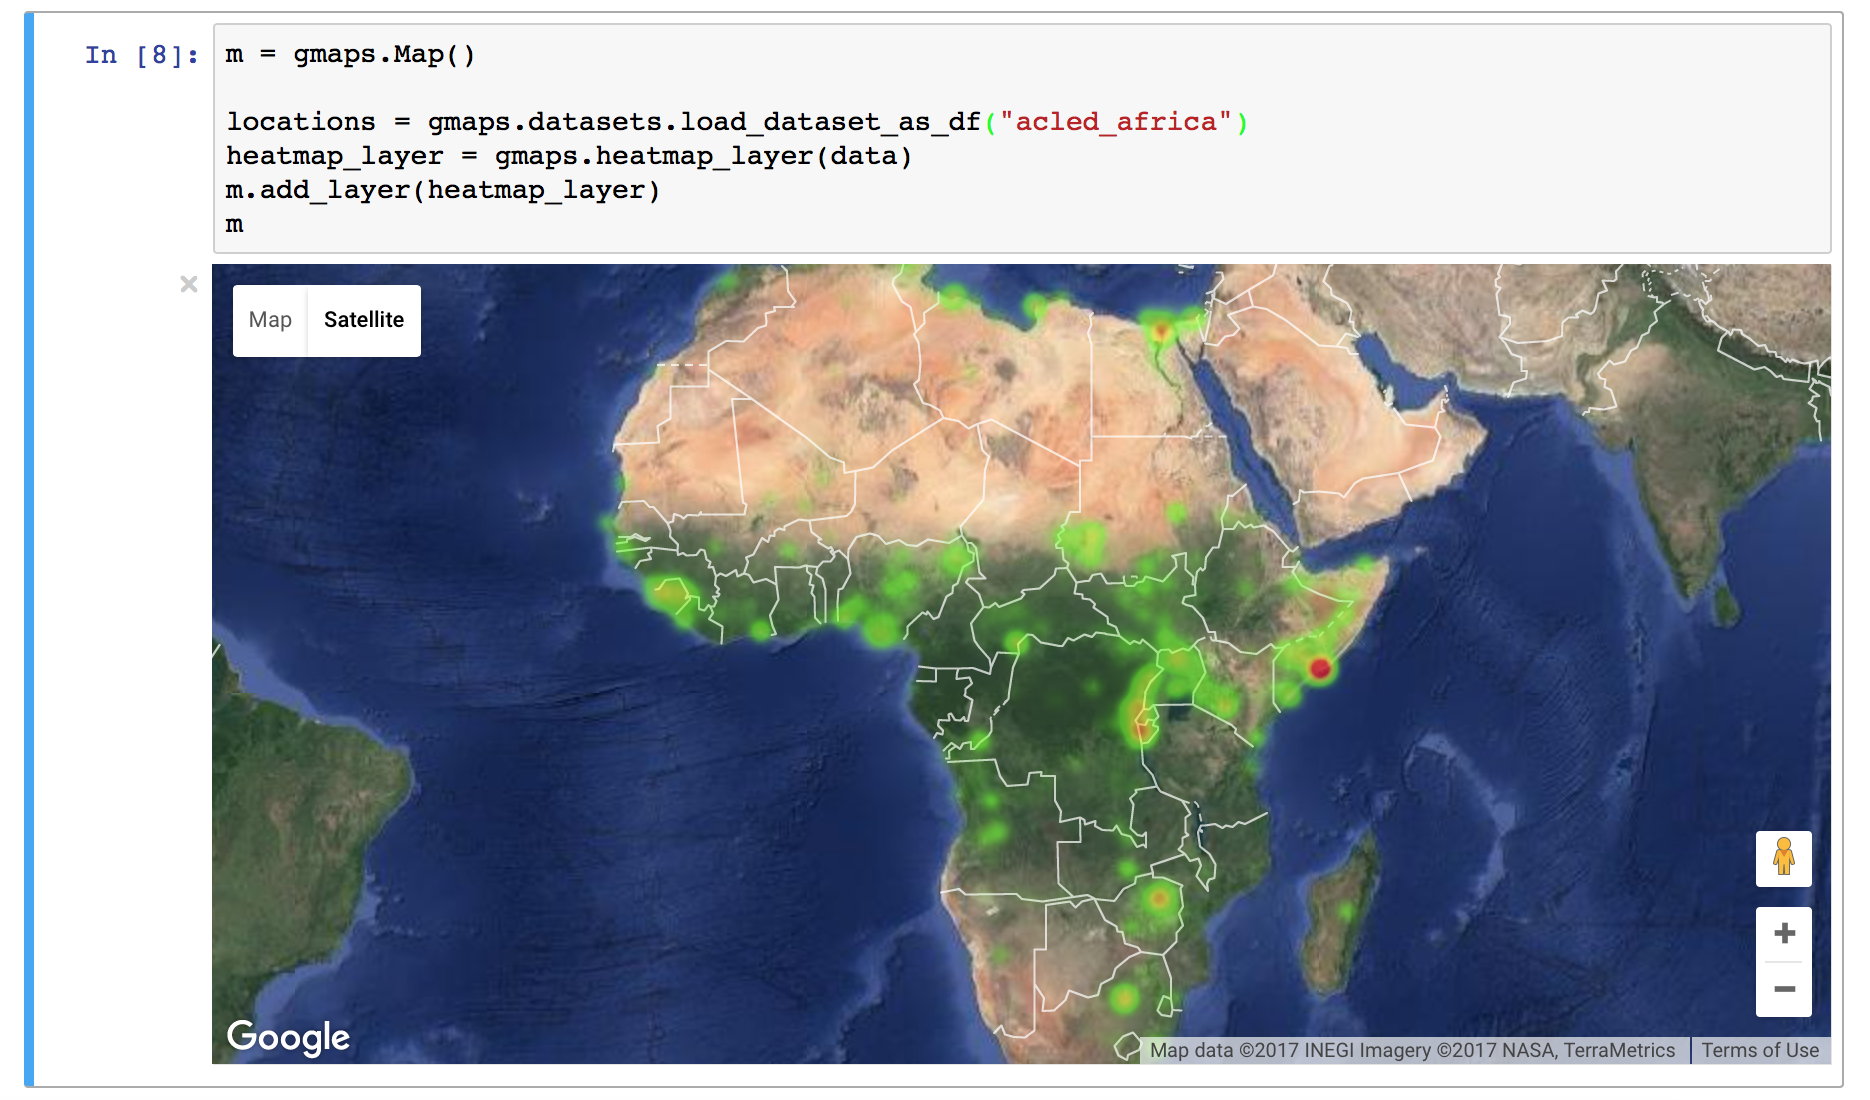 In [8]:
m = gmaps.Map()
locations = gmaps.datasets.load_dataset_as_df("acled_africa")
heatmap_layer = gmaps.heatmap_layer(data)
m.add_layer(heatmap_layer)
m
Map Satellite
Google
Map data ©2017 INEGI Imagery ©2017 NASA, TerraMetrics Terms of Use